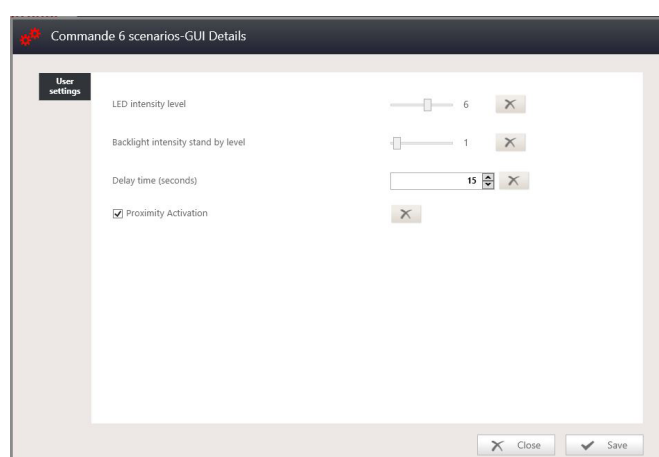 Commande 6 scenarios-GUI Details
User
settings
LED intensity level 6
Backlight intensity stand by level 1
Delay time (seconds) 15
Proximity Activation
Close Save